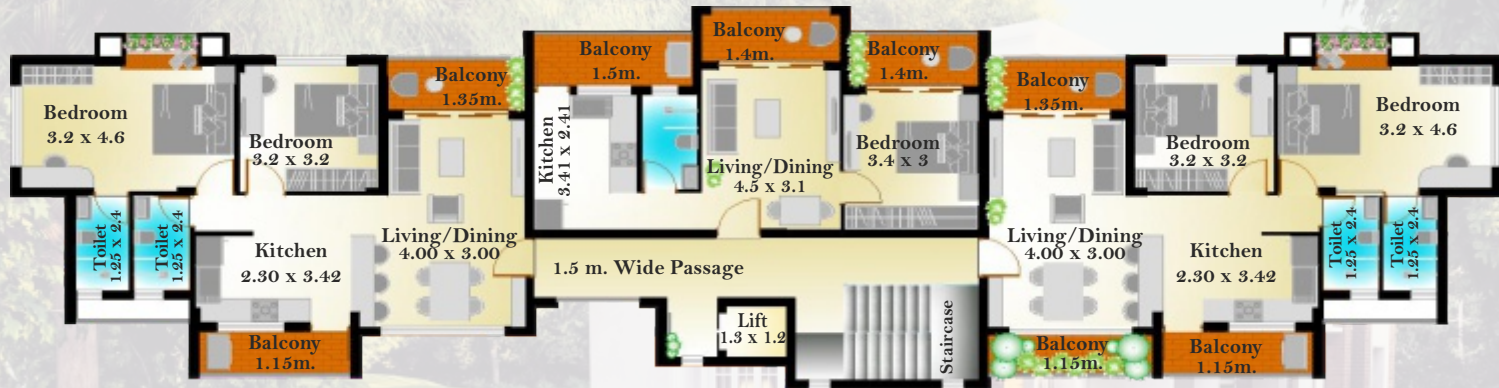 Bedroom
3.2 x 4.6
Bedroom
3.2 x 3.2
Balcony
1.35m.
Toilet
1.25 x 2.4
Toilet
1.25 x 2.4
Kitchen
2.30 x 3.42
Living/Dining
4.00 x 3.00
Balcony
1.15m.
Balcony
1.5m.
Kitchen
3.41 x 2.41
Balcony
1.4m.
Living/Dining
4.5 x 3.1
Balcony
1.4m.
Bedroom
3.4 x 3
1.5 m. Wide Passage
Lift
1.3 x 1.2
Staircase
Balcony
1.35m.
Living/Dining
4.00 x 3.00
Balcony
1.15m.
Bedroom
3.2 x 3.2
Bedroom
3.2 x 4.6
Kitchen
2.30 x 3.42
Toilet
1.25 x 2.4
Toilet
1.25 x 2.4
Balcony
1.15m.